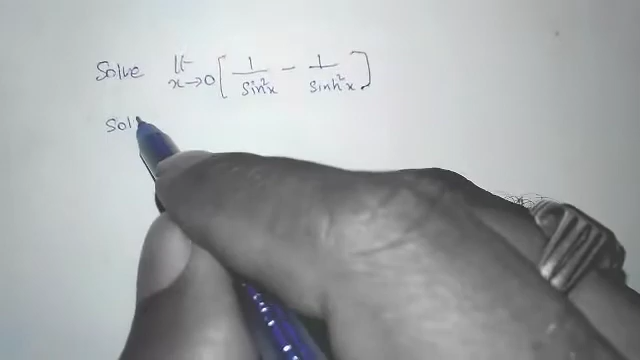 Solve lt x→0 [ 1/sin²x - 1/sinh²x ]
Sol